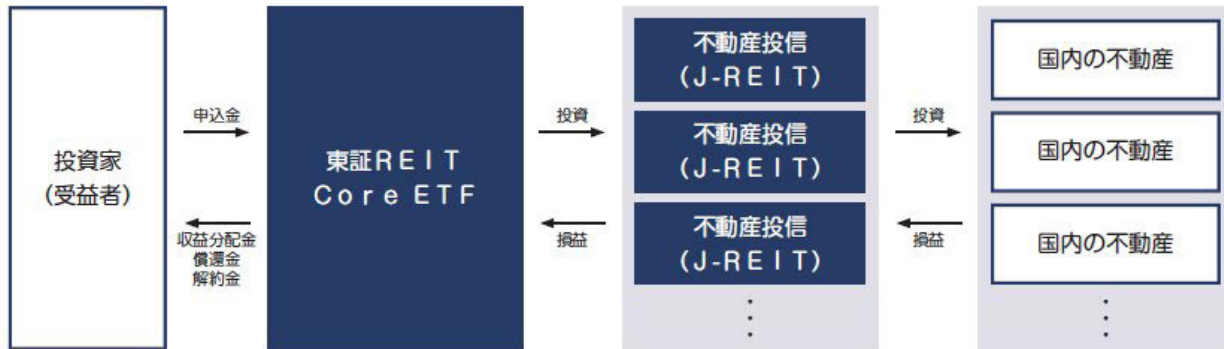 投資家
(受益者)
申込金
収益分配金
償還金
解約金
東証ＲＥＩＴ
Ｃｏｒｅ ＥＴＦ
投資
損益
不動産投信
(Ｊ-ＲＥＩＴ)
不動産投信
(Ｊ-ＲＥＩＴ)
不動産投信
(Ｊ-ＲＥＩＴ)
投資
損益
国内の不動産
国内の不動産
国内の不動産